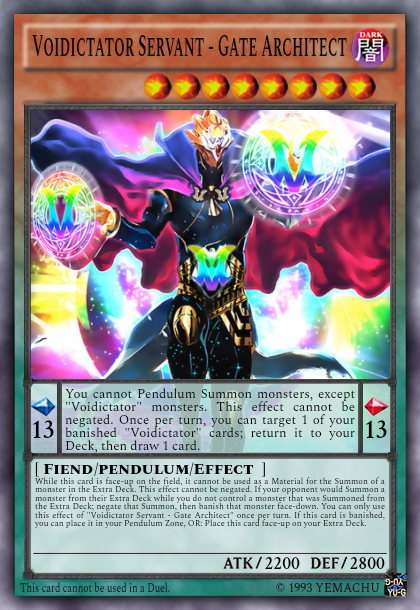 VOIDICTATOR SERVANT - GATE ARCHITECT
DARK
闇
You cannot Pendulum Summon monsters, except
"Voidictator" monsters. This effect cannot be
negated. Once per turn, you can target 1 of your
banished "Voidictator" cards; return it to your
Deck, then draw 1 card.
13
13
[ FIEND/PENDULUM/EFFECT ]
While this card is face-up on the field, it cannot be used as a Material for the Summon of a
monster in the Extra Deck. This effect cannot be negated. If your opponent would Summon a
monster from their Extra Deck while you do not control a monster that was Summoned from
the Extra Deck; negate that Summon, then banish that monster face-down. You can only use
this effect of "Voidictator Servant - Gate Architect" once per turn. If this card is banished,
you can place it in your Pendulum Zone, OR: Place this card face-up on your Extra Deck.
ATK/2200 DEF/2800
This card cannot be used in a Duel.
© 1993 YEMACHU